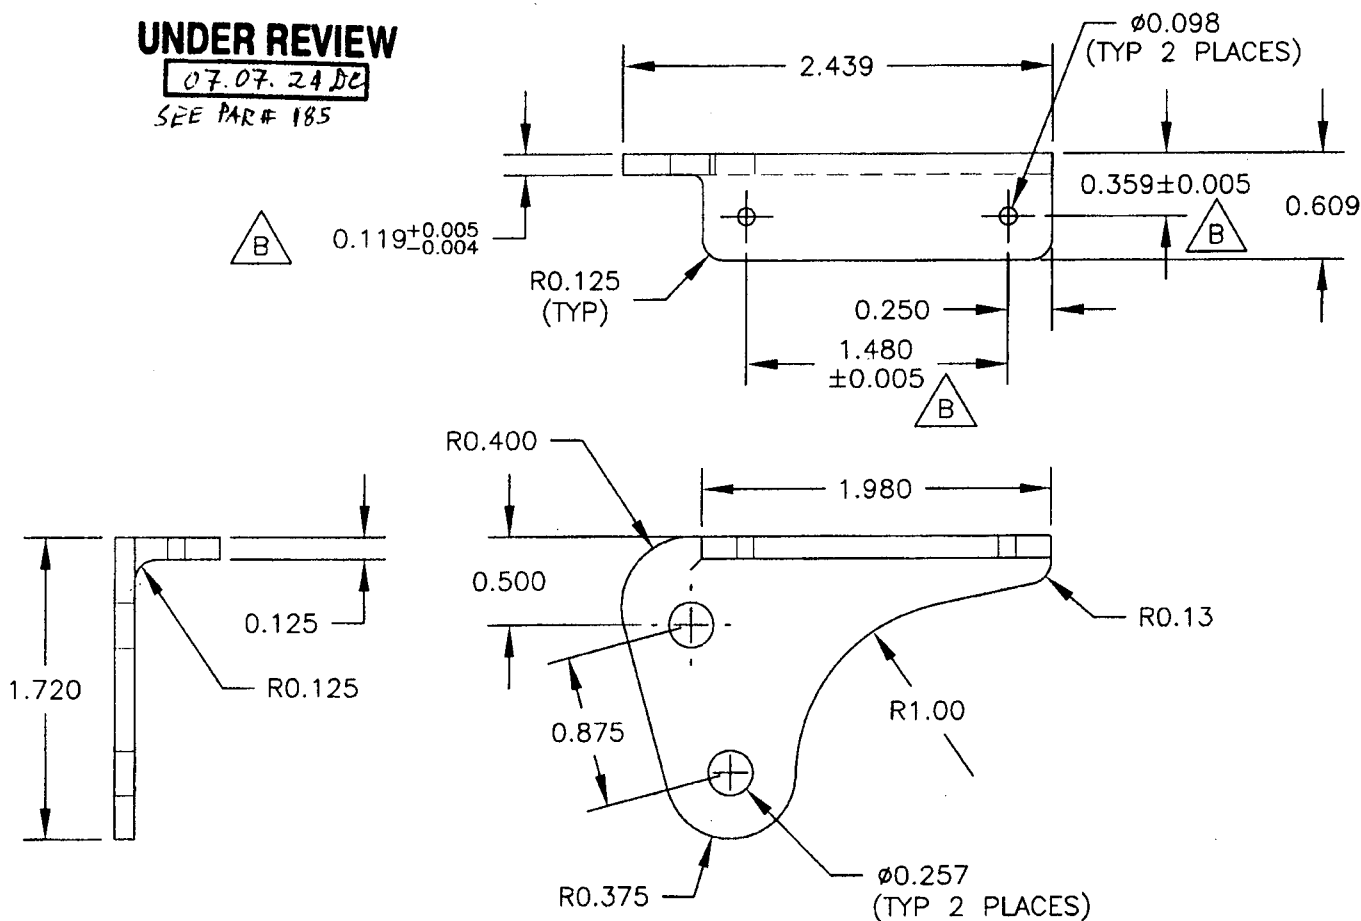 UNDER REVIEW
07.07.24 DC
SEE PAR# 185
ø0.098
(TYP 2 PLACES)
2.439
0.359±0.005
0.609
B
0.119+0.005
-0.004
B
R0.125
(TYP)
0.250
1.480
±0.005
B
R0.400
1.980
0.500
0.125
R0.13
1.720
R0.125
R1.00
0.875
R0.375
ø0.257
(TYP 2 PLACES)